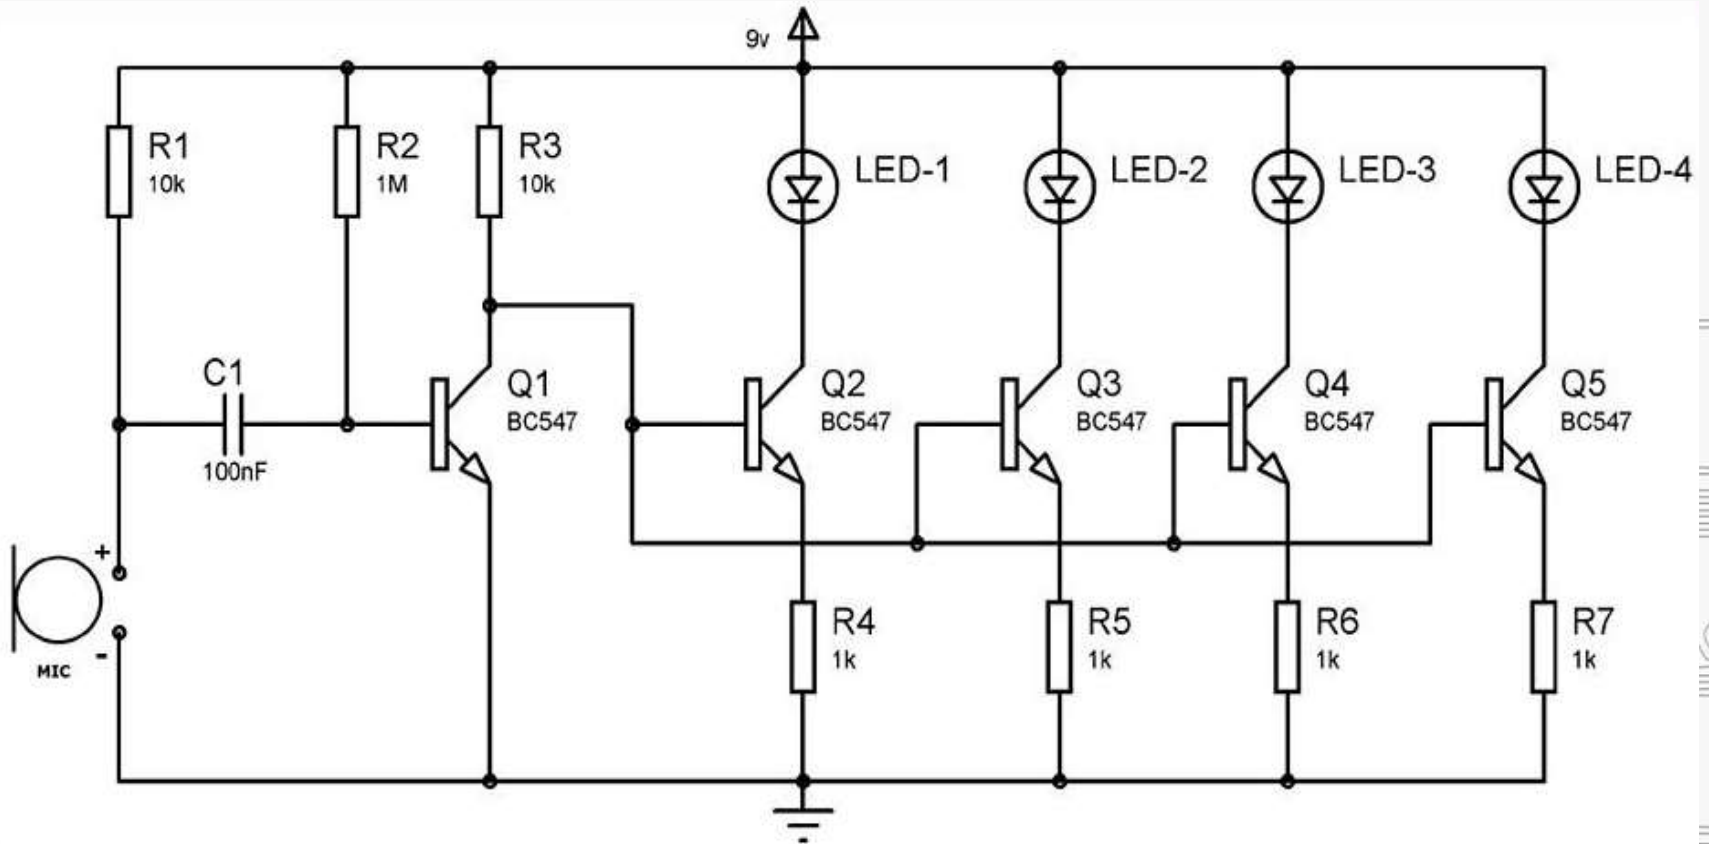 9v
R1
10k
R2
1M
R3
10k
LED-1
LED-2
LED-3
LED-4
C1
100nF
Q1
BC547
Q2
BC547
Q3
BC547
Q4
BC547
Q5
BC547
+
-
MIC
R4
1k
R5
1k
R6
1k
R7
1k
-